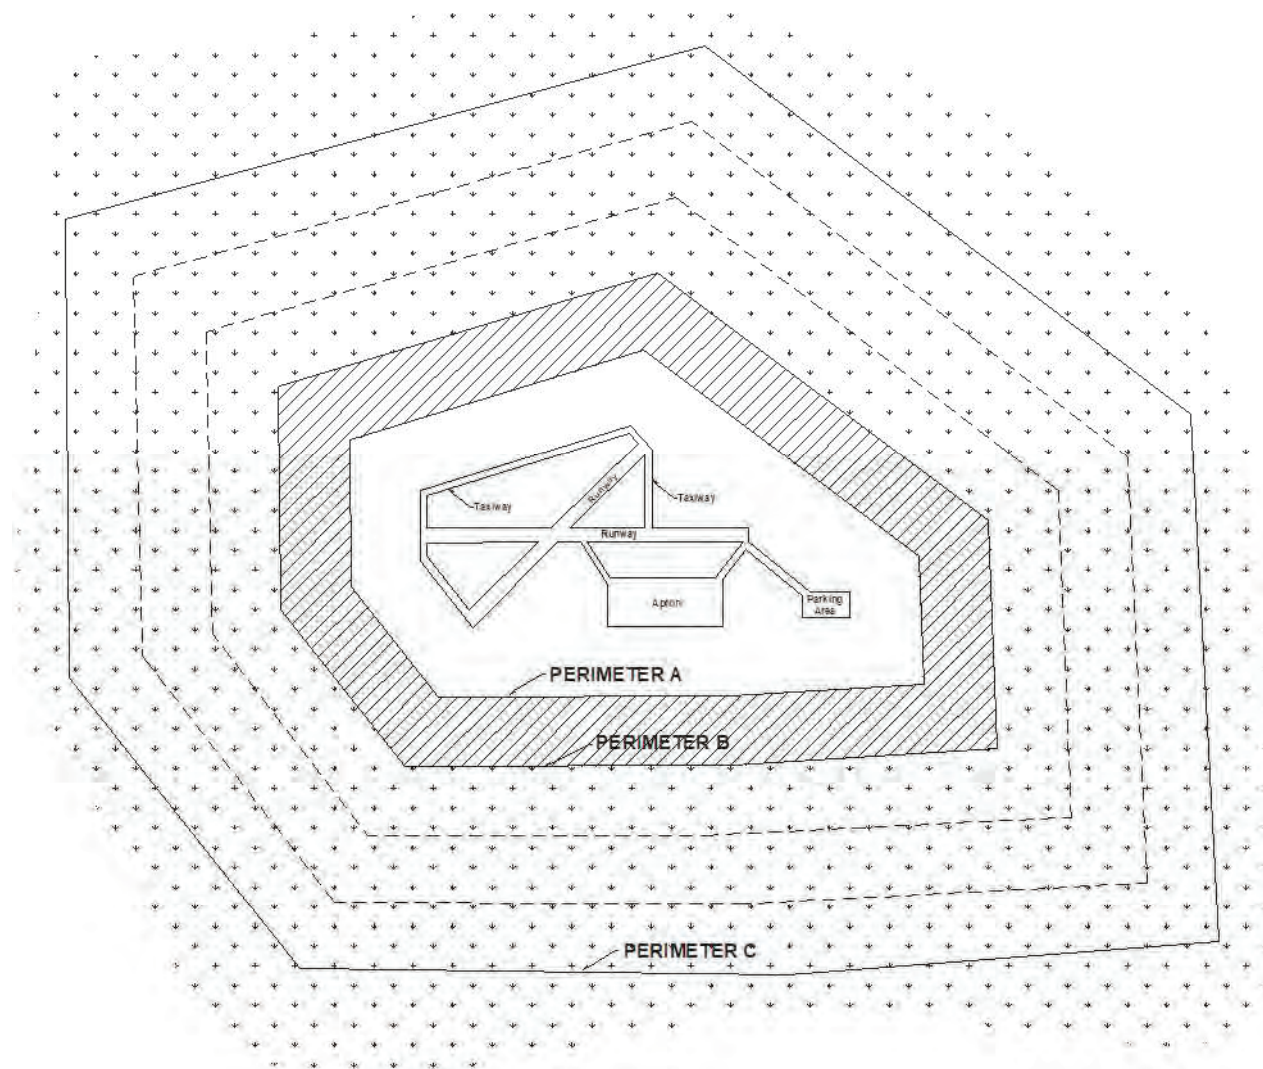 Runway
Taxiway
Taxiway
Runway
Apron
Parking
Area
PERIMETER A
PERIMETER B
PERIMETER C